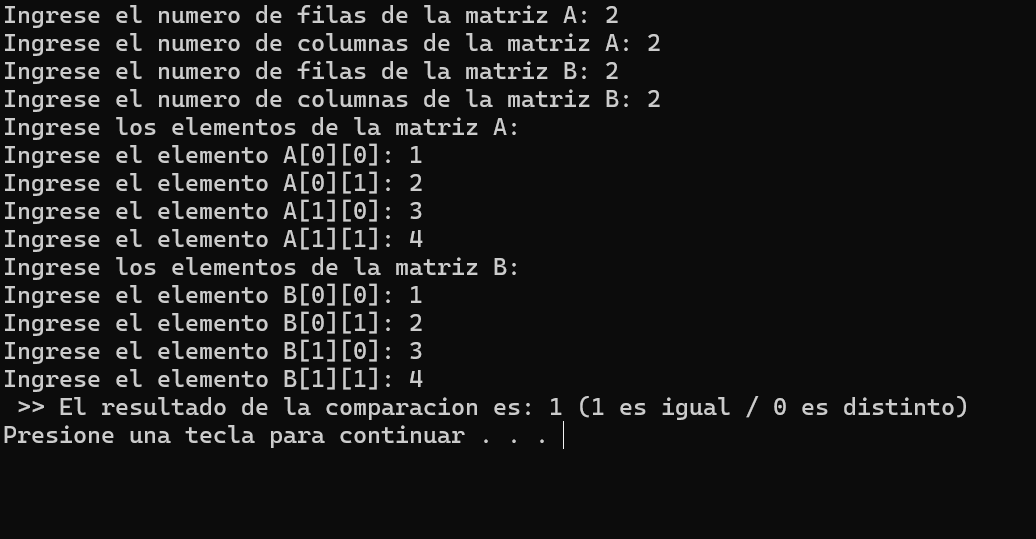 Ingrese el numero de filas de la matriz A: 2
Ingrese el numero de columnas de la matriz A: 2
Ingrese el numero de filas de la matriz B: 2
Ingrese el numero de columnas de la matriz B: 2
Ingrese los elementos de la matriz A:
Ingrese el elemento A[0][0]: 1
Ingrese el elemento A[0][1]: 2
Ingrese el elemento A[1][0]: 3
Ingrese el elemento A[1][1]: 4
Ingrese los elementos de la matriz B:
Ingrese el elemento B[0][0]: 1
Ingrese el elemento B[0][1]: 2
Ingrese el elemento B[1][0]: 3
Ingrese el elemento B[1][1]: 4
 >> El resultado de la comparacion es: 1 (1 es igual / 0 es distinto)
Presione una tecla para continuar . . .